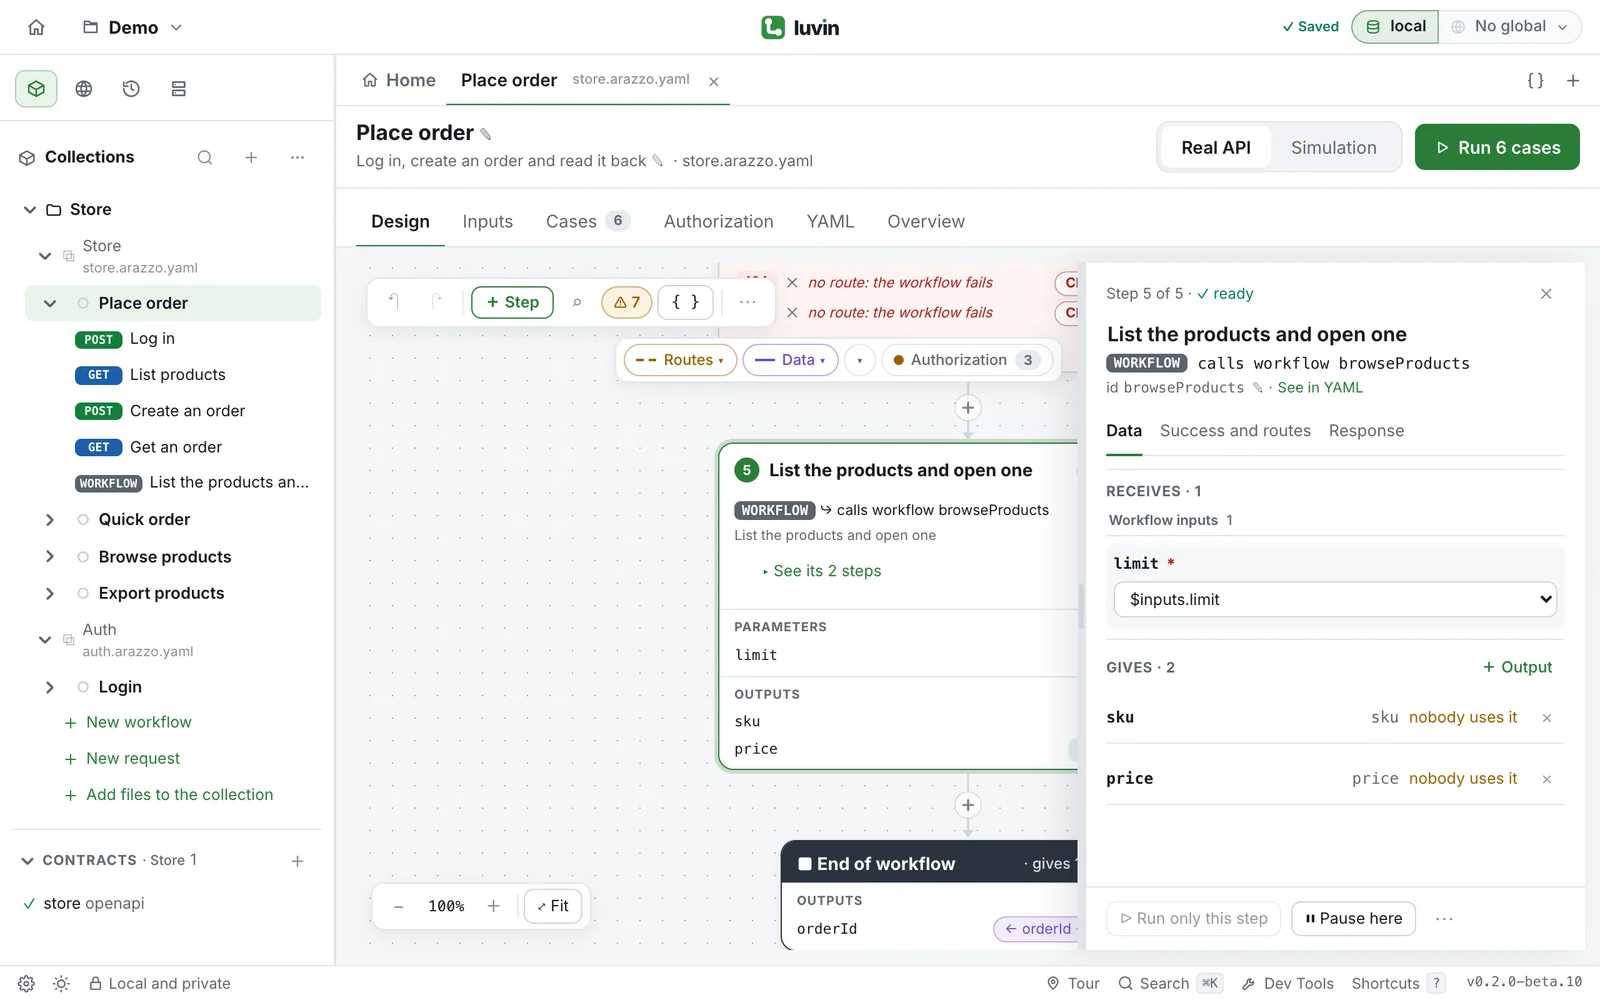 Demo
luvin
Saved
local
No global
Home
Place order store.arazzo.yaml
{ }
Collections
Store
Store
store.arazzo.yaml
Place order
POST Log in
GET List products
POST Create an order
GET Get an order
WORKFLOW List the products an...
Quick order
Browse products
Export products
Auth
auth.arazzo.yaml
Login
+ New workflow
+ New request
+ Add files to the collection
CONTRACTS · Store 1
store openapi
Place order
Log in, create an order and read it back · store.arazzo.yaml
Real API
Simulation
Run 6 cases
Design
Inputs
Cases 6
Authorization
YAML
Overview
no route: the workflow fails
no route: the workflow fails
+ Step
7
{ }
...
Routes
Data
Authorization 3
5 List the products and open one
WORKFLOW ↪ calls workflow browseProducts
List the products and open one
See its 2 steps
PARAMETERS
limit
OUTPUTS
sku
price
End of workflow · gives
OUTPUTS
orderId
← orderId
− 100% +
Fit
Step 5 of 5 · ✓ ready
List the products and open one
WORKFLOW calls workflow browseProducts
id browseProducts · See in YAML
Data
Success and routes
Response
RECEIVES · 1
Workflow inputs 1
limit *
$inputs.limit
GIVES · 2
+ Output
sku sku nobody uses it ×
price price nobody uses it ×
Run only this step
Pause here
...
Local and private
Tour
Search ⌘K
Dev Tools
Shortcuts ?
v0.2.0-beta.10